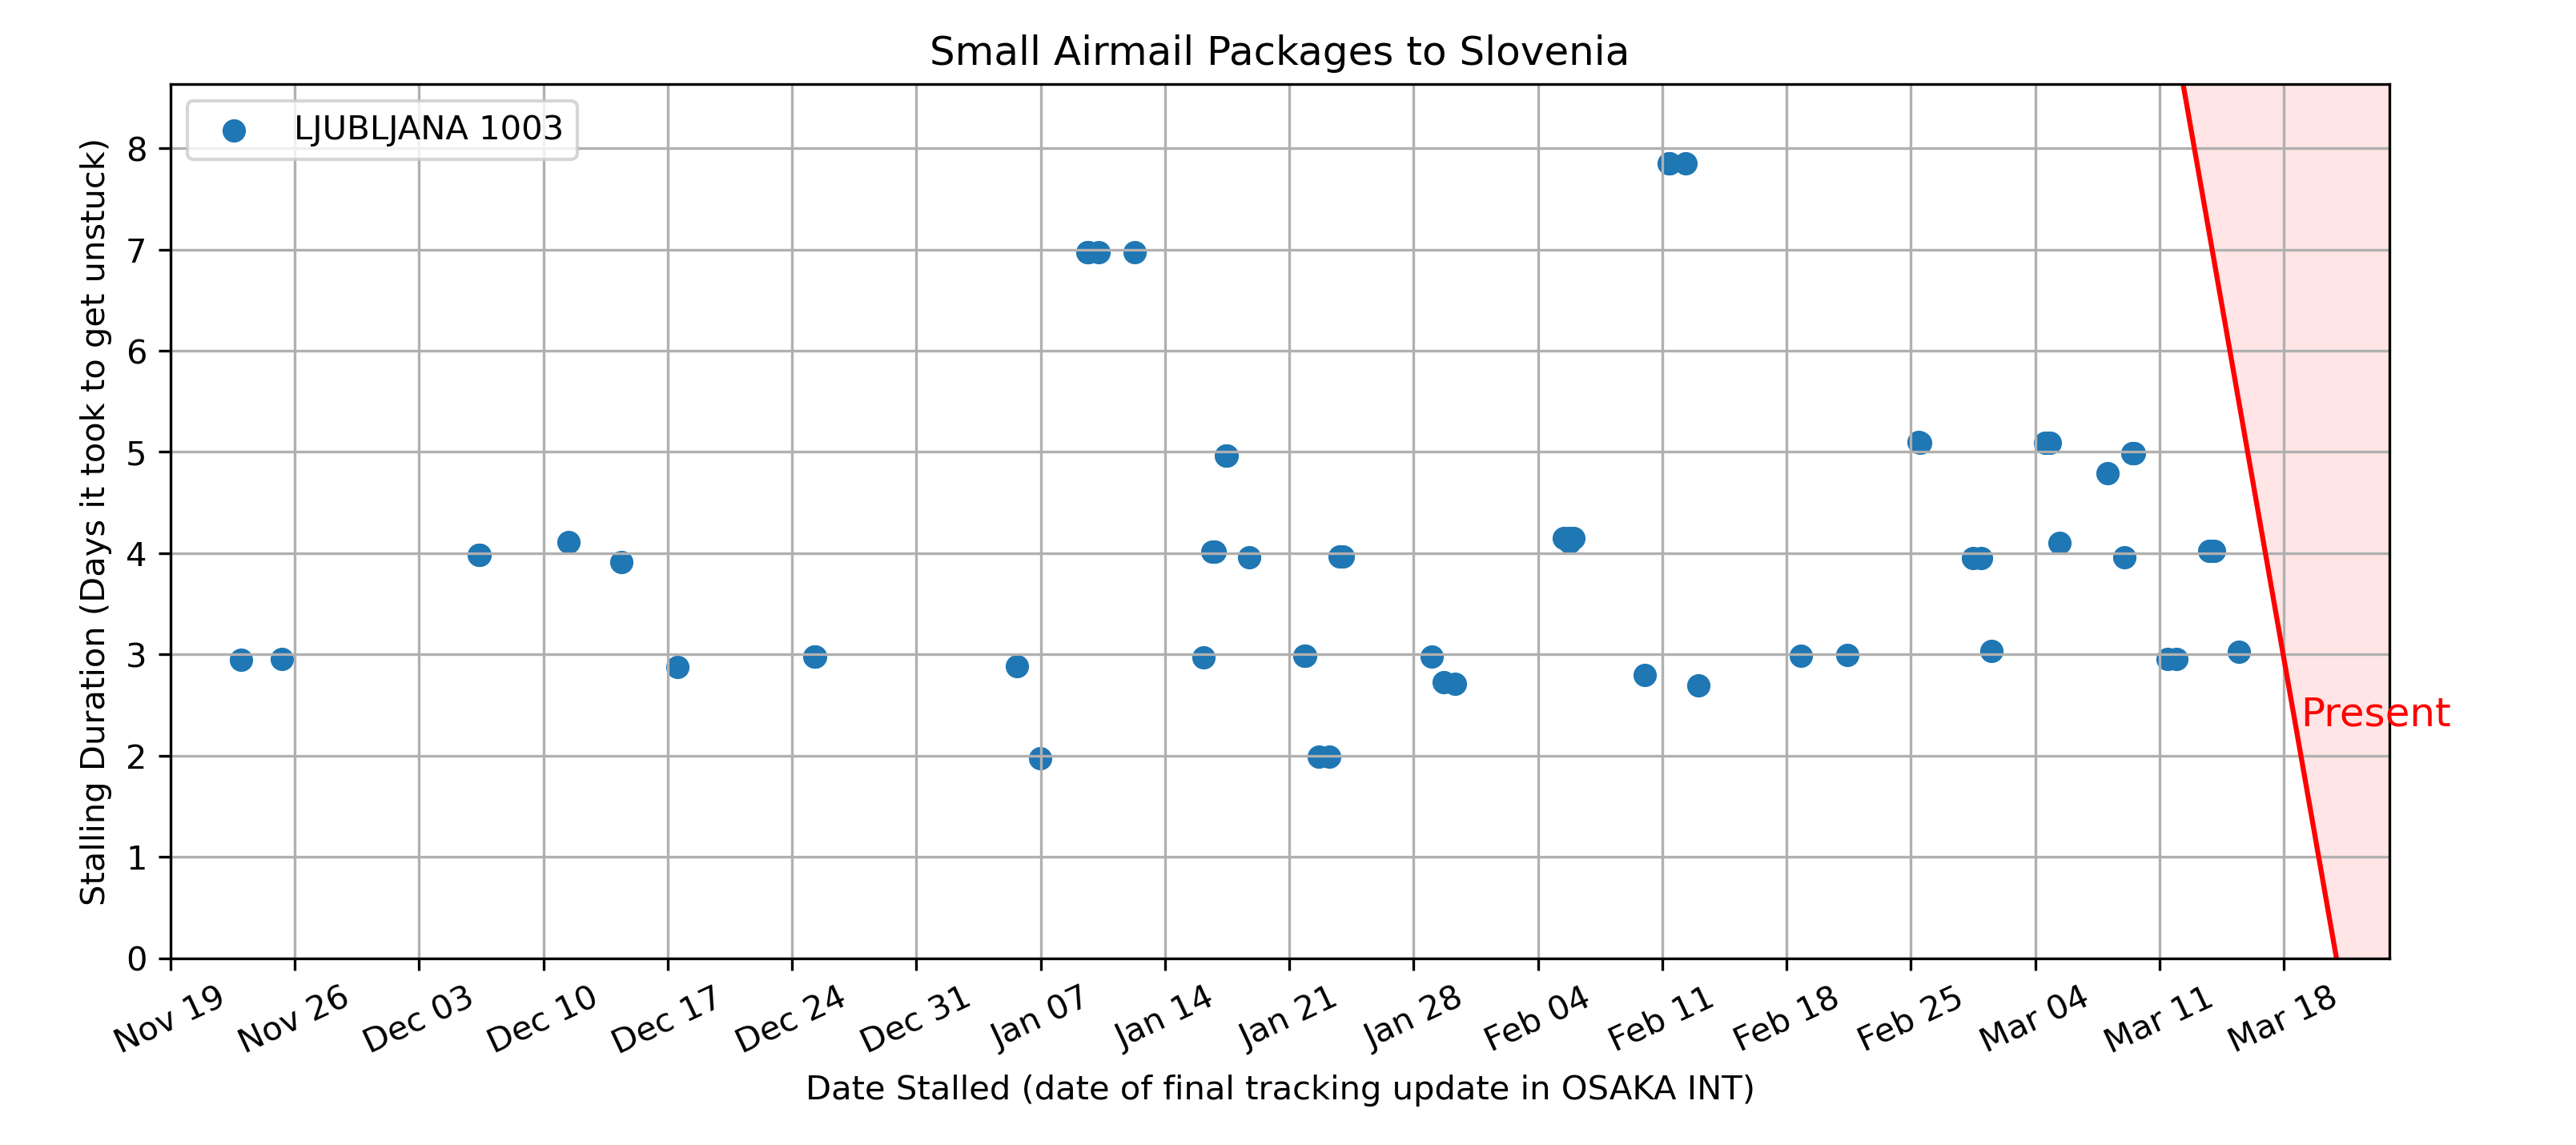 Small Airmail Packages to Slovenia
LJUBLJANA 1003
Stalling Duration (Days it took to get unstuck)
8
7
6
5
4
3
2
1
0
Present
Nov 19
Nov 26
Dec 03
Dec 10
Dec 17
Dec 24
Dec 31
Jan 07
Jan 14
Jan 21
Jan 28
Feb 04
Feb 11
Feb 18
Feb 25
Mar 04
Mar 11
Mar 18
Date Stalled (date of final tracking update in OSAKA INT)